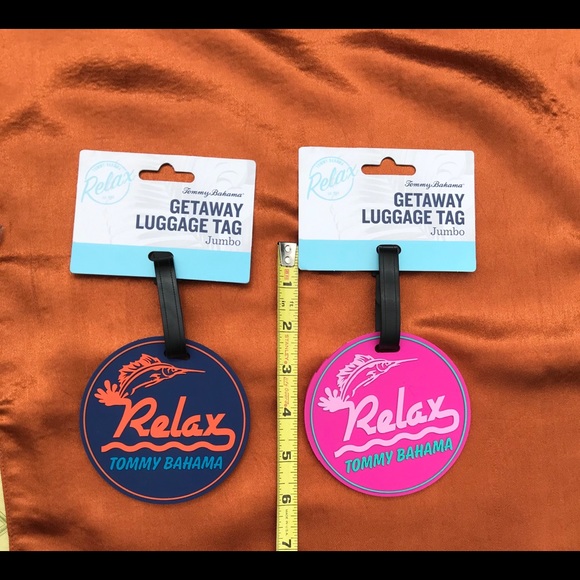 Relax
Tommy Bahama
GETAWAY
LUGGAGE TAG
Jumbo
Relax
Tommy Bahama
GETAWAY
LUGGAGE TAG
Jumbo
1
2
3
4
5
6
7
Relax
TOMMY BAHAMA
Relax
TOMMY BAHAMA